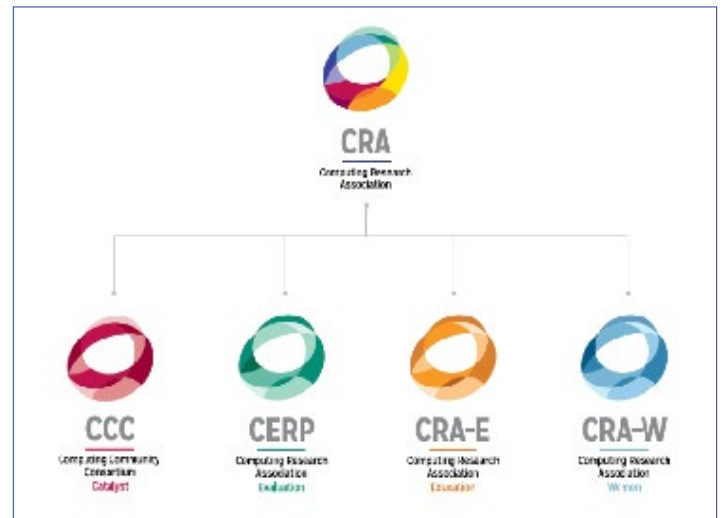 CRA
Computing Research
Association
CCC
Computing Community
Consortium
Catalyst
CERP
Computing Research
Association
Evaluation
CRA-E
Computing Research
Association
Education
CRA-W
Computing Research
Association
Women